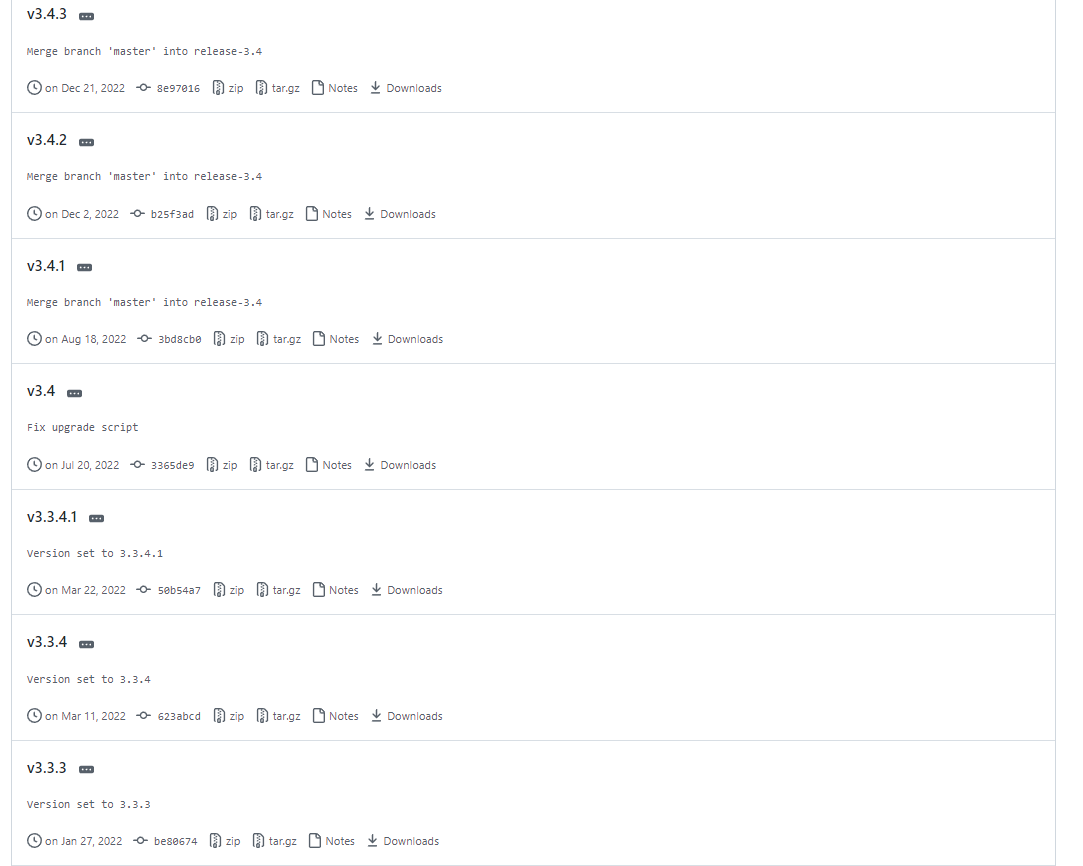 v3.4.3
Merge branch 'master' into release-3.4
on Dec 21, 2022 8e97016 zip tar.gz Notes Downloads
v3.4.2
Merge branch 'master' into release-3.4
on Dec 2, 2022 b25f3ad zip tar.gz Notes Downloads
v3.4.1
Merge branch 'master' into release-3.4
on Aug 18, 2022 3bd8cb0 zip tar.gz Notes Downloads
v3.4
Fix upgrade script
on Jul 20, 2022 3365de9 zip tar.gz Notes Downloads
v3.3.4.1
Version set to 3.3.4.1
on Mar 22, 2022 50b54a7 zip tar.gz Notes Downloads
v3.3.4
Version set to 3.3.4
on Mar 11, 2022 623abcd zip tar.gz Notes Downloads
v3.3.3
Version set to 3.3.3
on Jan 27, 2022 be80674 zip tar.gz Notes Downloads